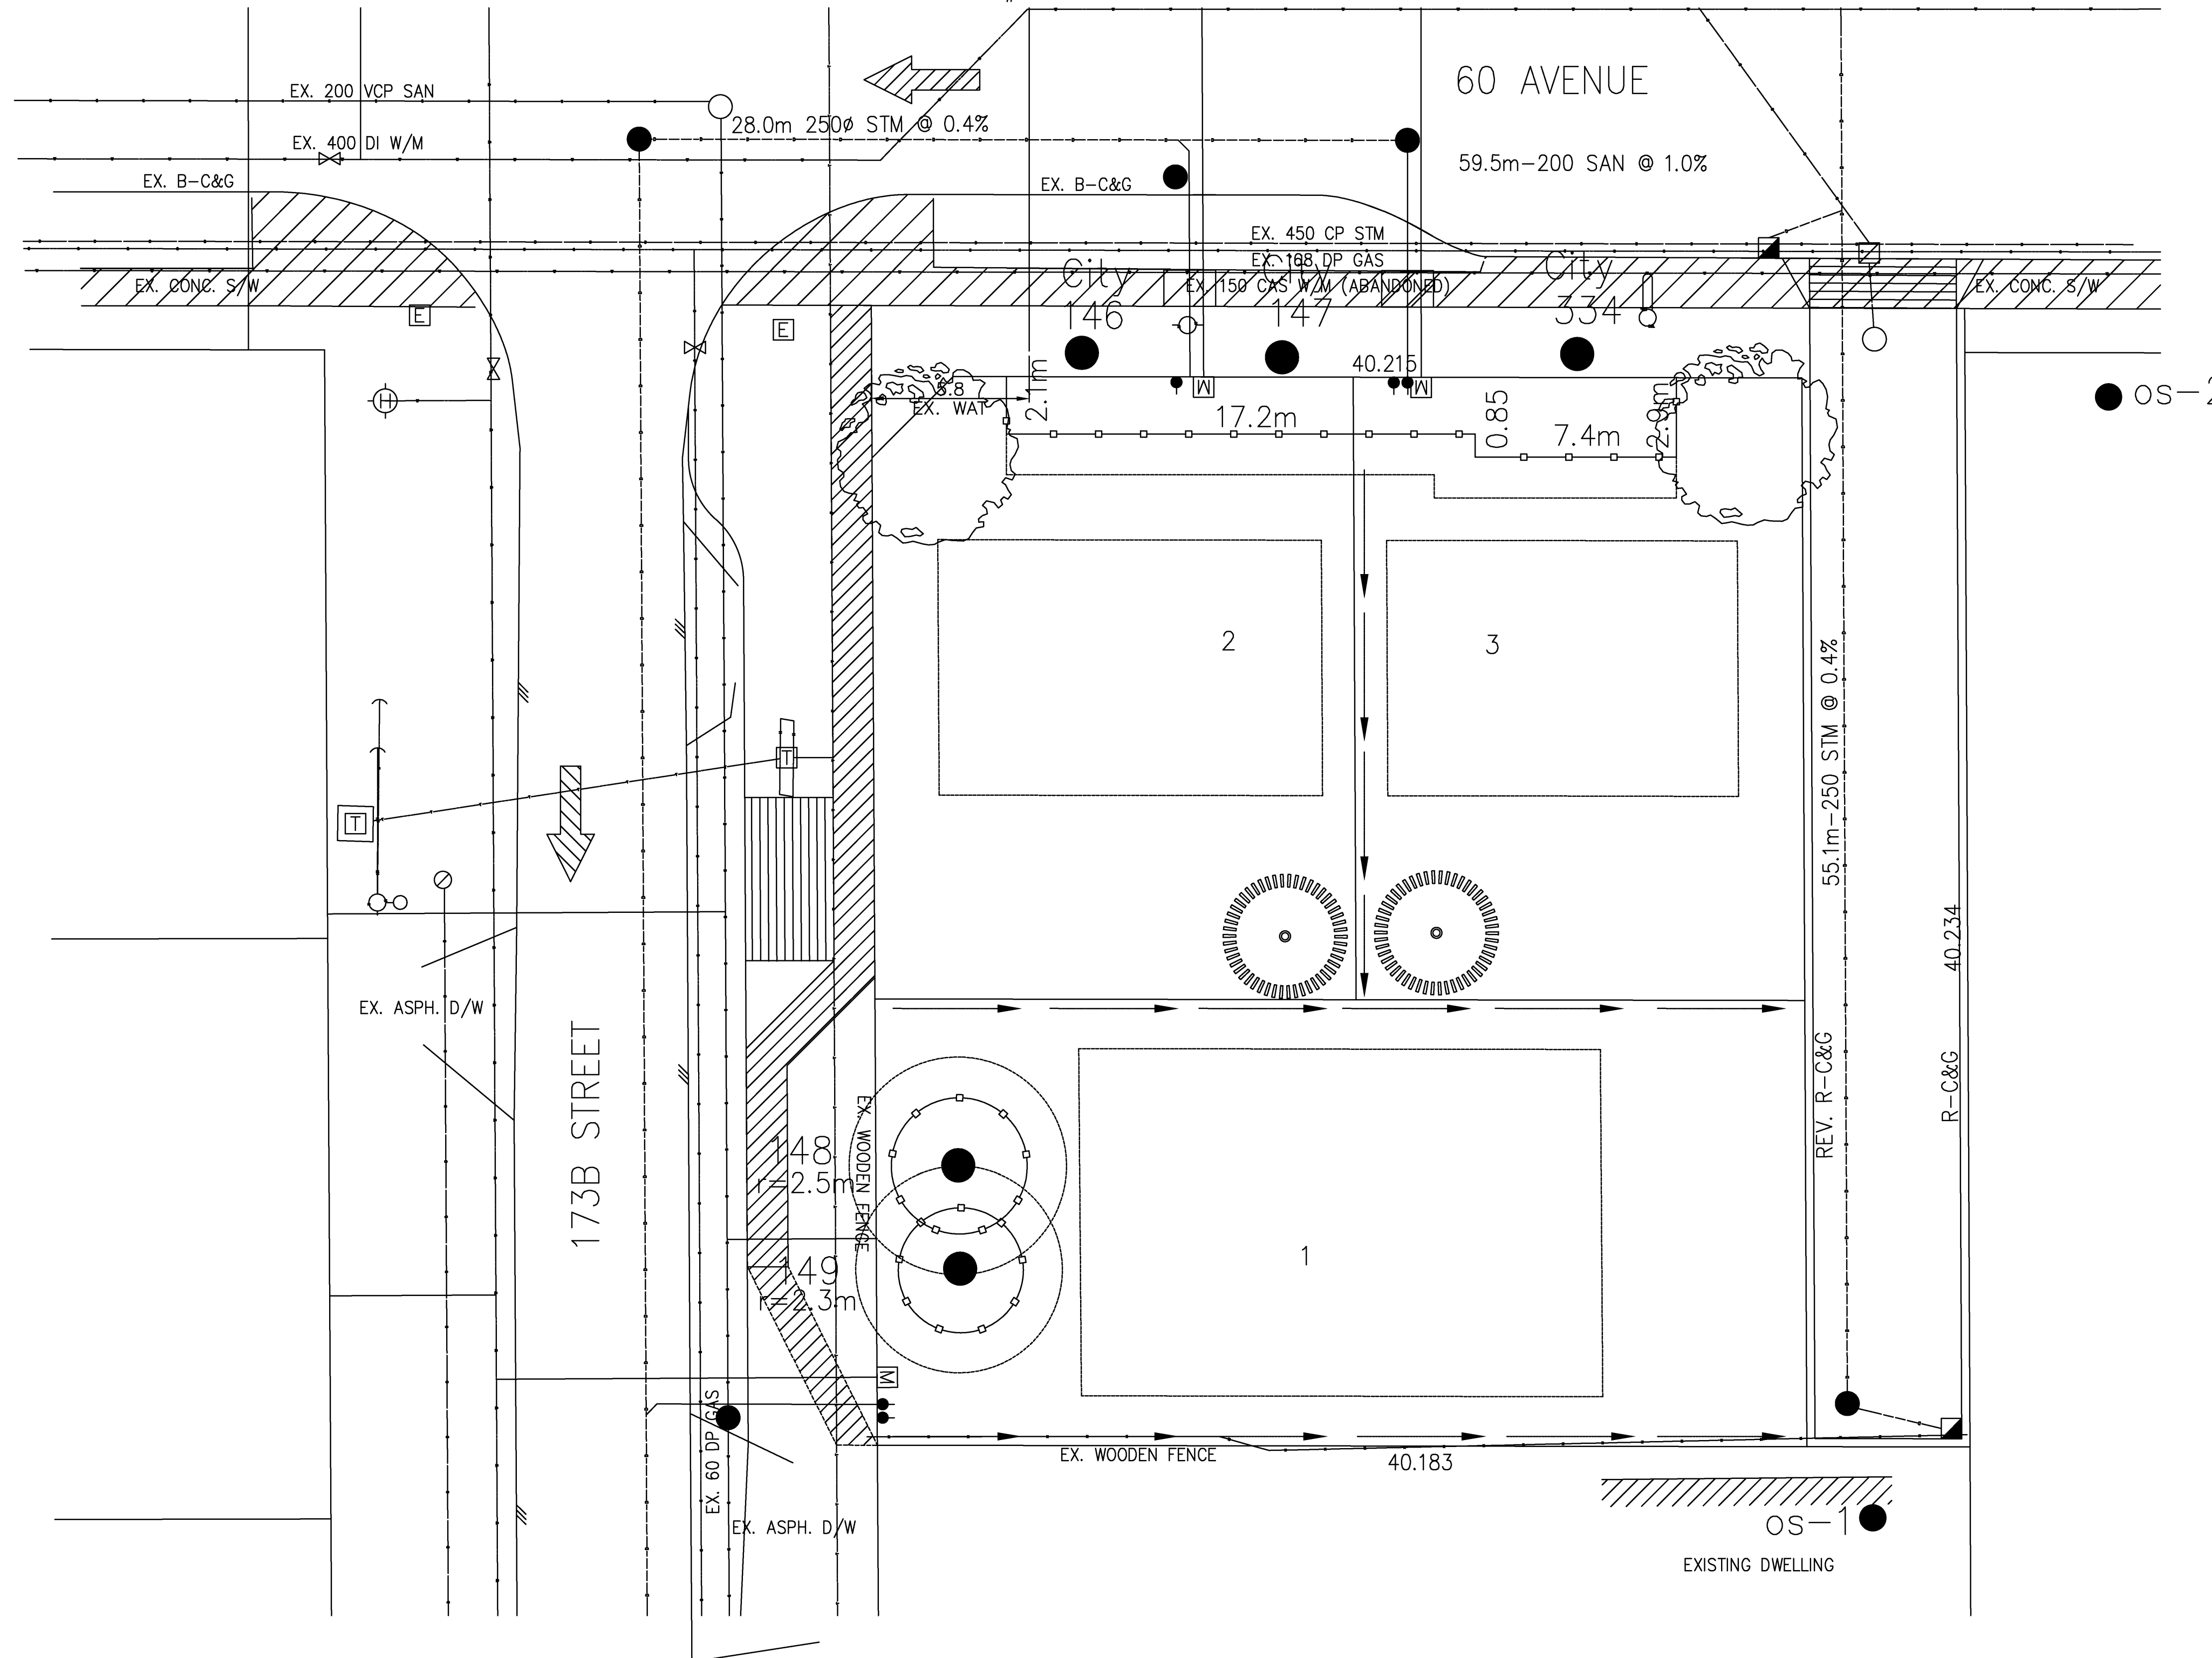 60 AVENUE
EX. 200 VCP SAN
28.0m 250ø STM @ 0.4%
EX. 400 DI W/M
59.5m-200 SAN @ 1.0%
EX. B-C&G
EX. B-C&G
EX. 450 CP STM
EX. 168 DP GAS
EX. 150 CAS W/M (ABANDONED)
EX. CONC. S/W
EX. CONC. S/W
City
146
City
147
City
334
E
E
40.215
M
M
5.8
EX. WAT
2.1m
17.2m
0.85
7.4m
OS-2
H
2
3
T
T
55.1m-250 STM @ 0.4%
40.234
EX. ASPH. D/W
173B STREET
REV. R-C&G
R-C&G
EX. WOODEN FENCE
148
r=2.5m
149
r=2.3m
1
M
EX. 60 DP GAS
EX. WOODEN FENCE
40.183
EX. ASPH. D/W
OS-1
EXISTING DWELLING